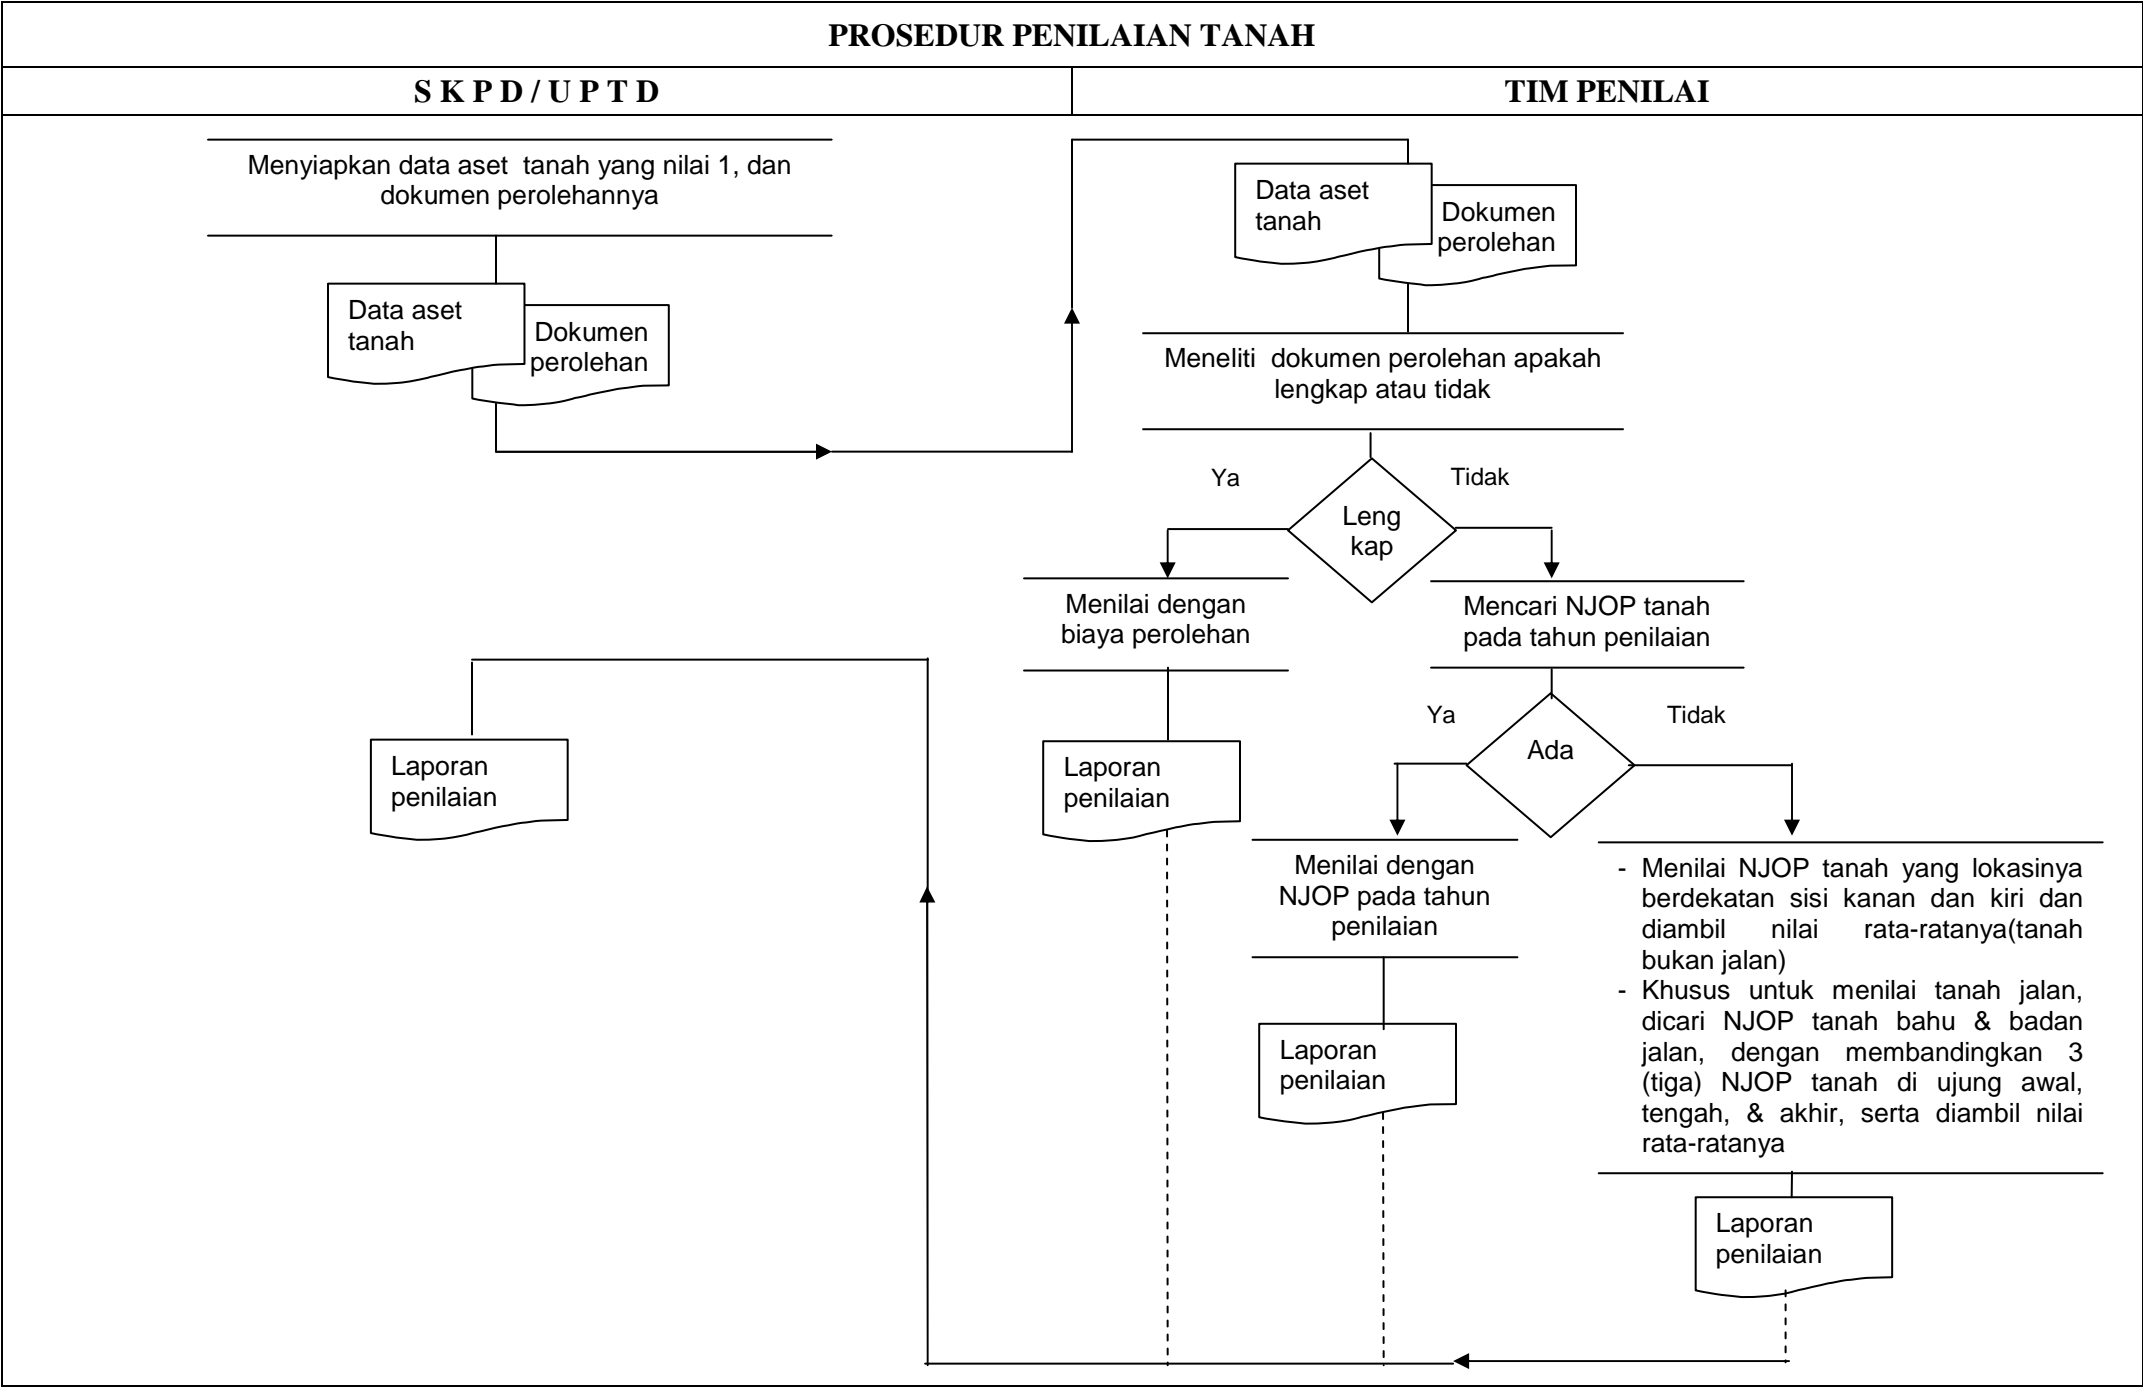 PROSEDUR PENILAIAN TANAH
S K P D / U P T D
TIM PENILAI
Menyiapkan data aset tanah yang nilai 1, dan
dokumen perolehannya
Data aset
tanah
Dokumen
perolehan
Data aset
tanah
Dokumen
perolehan
Meneliti dokumen perolehan apakah
lengkap atau tidak
Ya
Tidak
Leng
kap
Menilai dengan
biaya perolehan
Mencari NJOP tanah
pada tahun penilaian
Ya
Tidak
Ada
Laporan
penilaian
Laporan
penilaian
Menilai dengan
NJOP pada tahun
penilaian
- Menilai NJOP tanah yang lokasinya
berdekatan sisi kanan dan kiri dan
diambil nilai rata-ratanya(tanah
bukan jalan)
- Khusus untuk menilai tanah jalan,
dicari NJOP tanah bahu & badan
jalan, dengan membandingkan 3
(tiga) NJOP tanah di ujung awal,
tengah, & akhir, serta diambil nilai
rata-ratanya
Laporan
penilaian
Laporan
penilaian